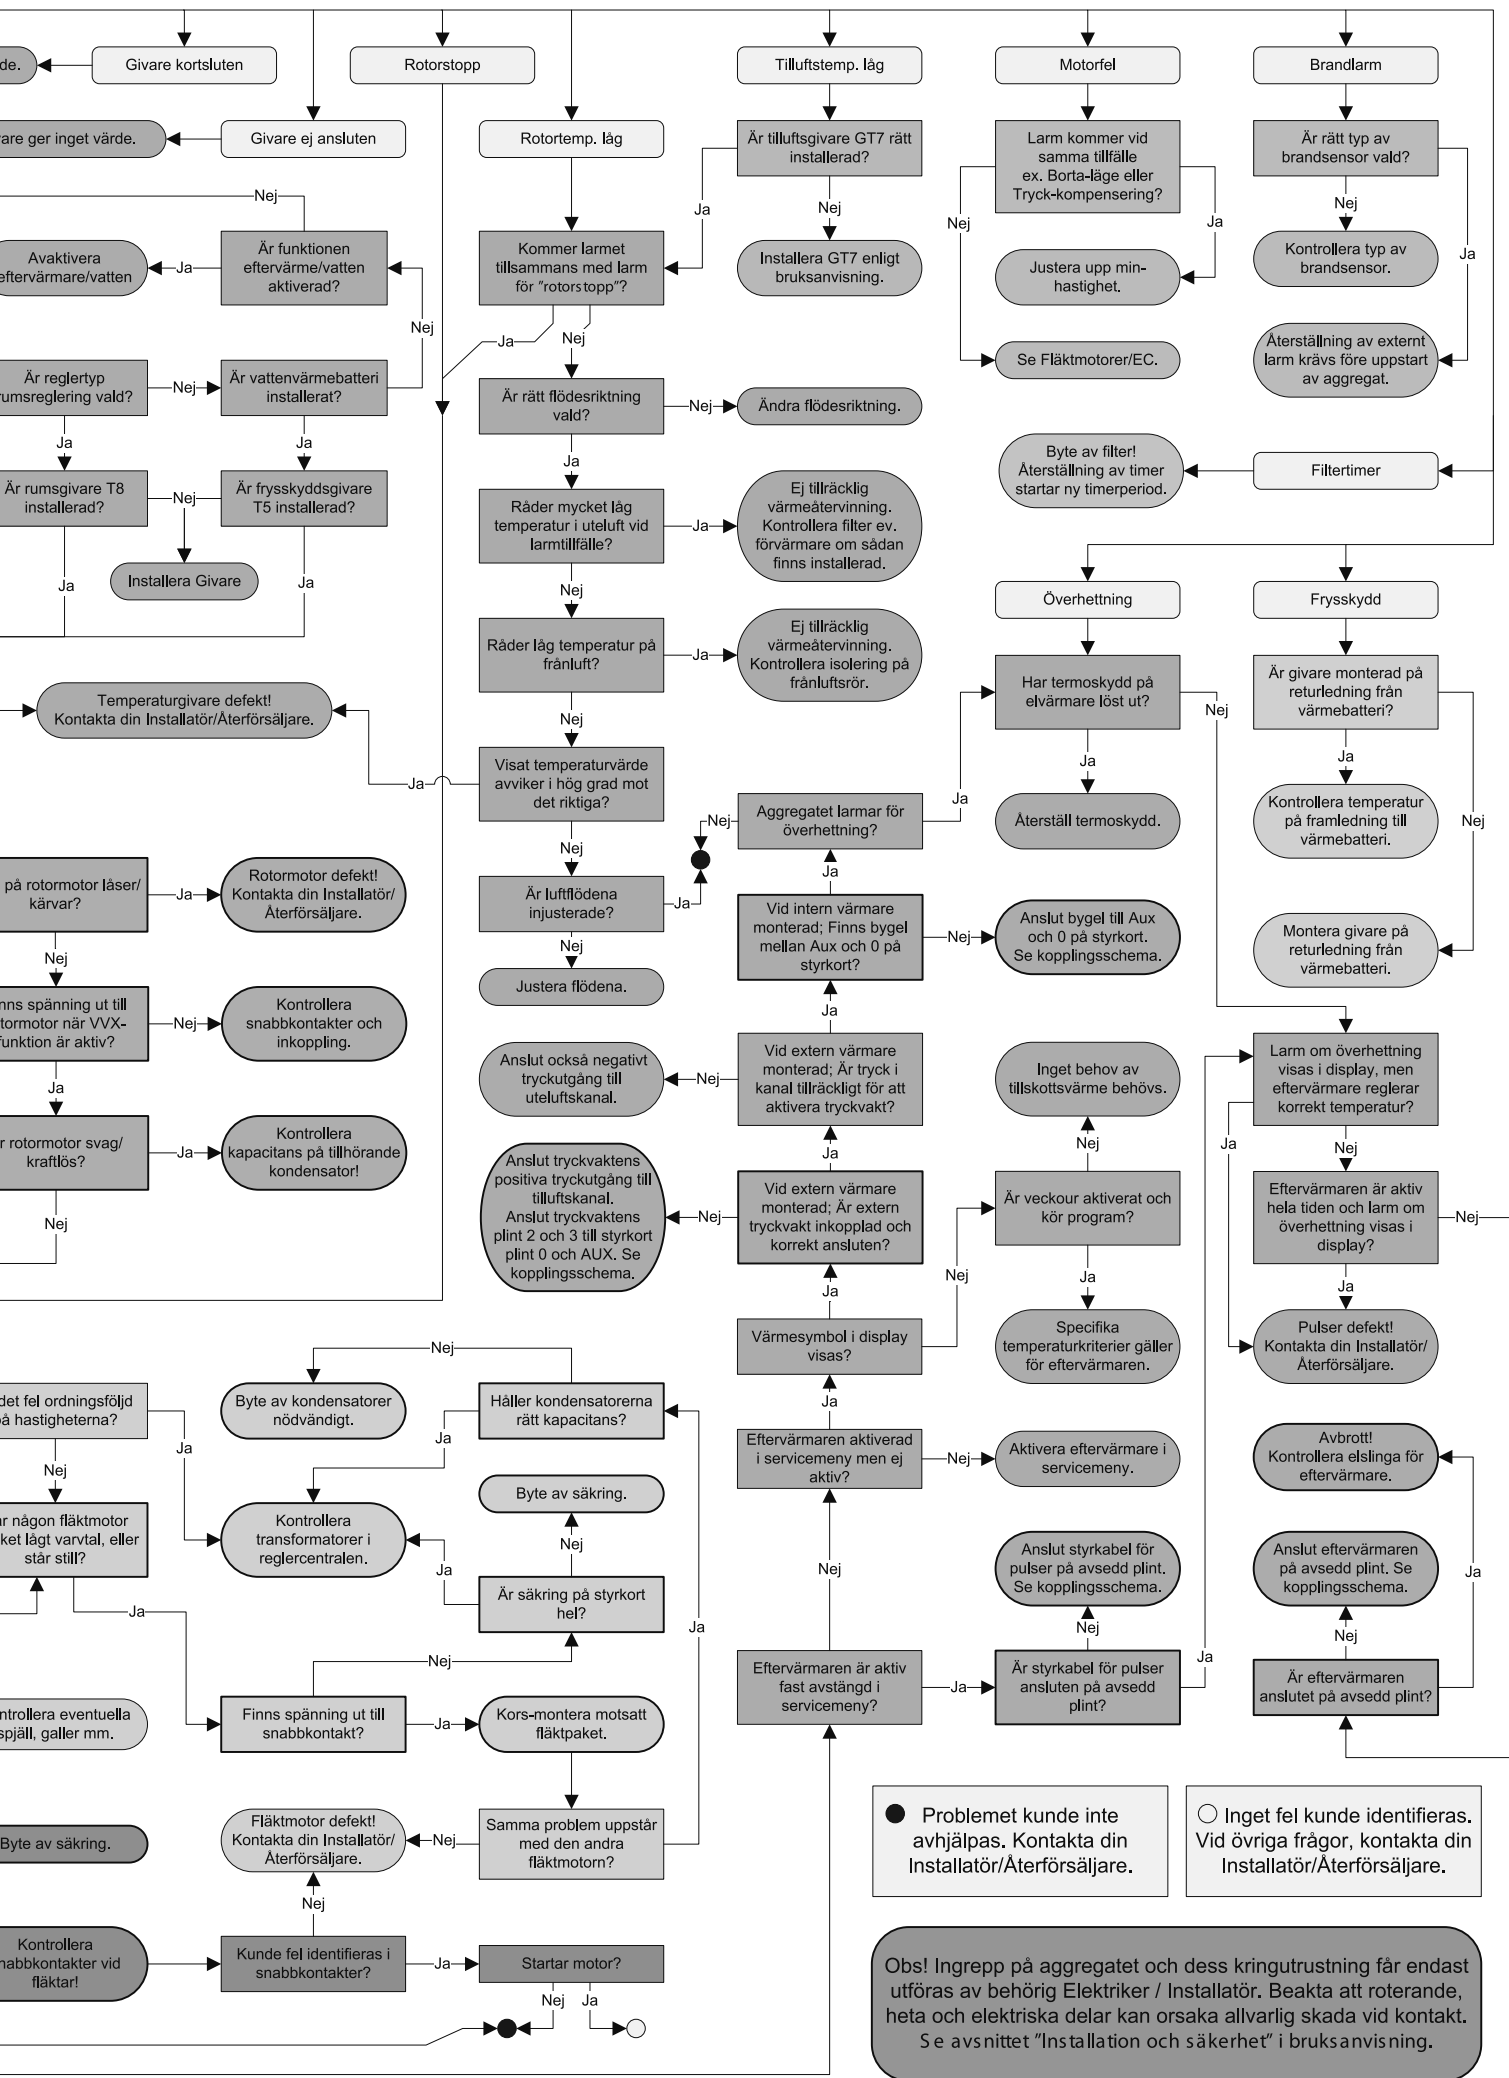 de.
Givare kortsluten
Rotorstopp
Tilluftstemp. låg
Motorfel
Brandlarm
are ger inget värde.
Givare ej ansluten
Rotortemp. låg
Är tilluftsgivare GT7 rätt
installerad?
Larm kommer vid
samma tillfälle
ex. Borta-läge eller
Tryck-kompensering?
Är rätt typ av
brandsensor vald?
Nej
Ja
Nej
Nej
Ja
Nej
Ja
Avaktivera
eftervärmare/vatten
Ja
Är funktionen
eftervärme/vatten
aktiverad?
Kommer larmet
tillsammans med larm
för "rotorstopp"?
Installera GT7 enligt
bruksanvisning.
Justera upp min-
hastighet.
Kontrollera typ av
brandsensor.
Nej
Ja
Nej
Se Fläktmotorer/EC.
Återställning av externt
larm krävs före uppstart
av aggregat.
Är reglertyp
rumsreglering vald?
Nej
Är vattenvärmebatteri
installerat?
Är rätt flödesriktning
vald?
Nej
Ändra flödesriktning.
Ja
Ja
Ja
Byte av filter!
Återställning av timer
startar ny timerperiod.
Filtertimer
Är rumsgivare T8
installerad?
Nej
Är frysskyddsgivare
T5 installerad?
Råder mycket låg
temperatur i uteluft vid
larmtillfälle?
Ja
Ej tillräcklig
värmeåtervinning.
Kontrollera filter ev.
förvärmare om sådan
finns installerad.
Ja
Installera Givare
Ja
Nej
Överhettning
Frysskydd
Råder låg temperatur på
frånluft?
Ja
Ej tillräcklig
värmeåtervinning.
Kontrollera isolering på
frånluftsrör.
Har termoskydd på
elvärmare löst ut?
Nej
Är givare monterad på
returledning från
värmebatteri?
Temperaturgivare defekt!
Kontakta din Installatör/Återförsäljare.
Nej
Ja
Ja
Visat temperaturvärde
avviker i hög grad mot
det riktiga?
Ja
Nej
Nej
Aggregatet larmar för
överhettning?
Ja
Återställ termoskydd.
Kontrollera temperatur
på framledning till
värmebatteri.
Nej
på rotormotor låser/
kärvar?
Ja
Rotormotor defekt!
Kontakta din Installatör/
Återförsäljare.
Är luftflödena
injusterade?
Ja
Ja
Vid intern värmare
monterad; Finns bygel
mellan Aux och 0 på
styrkort?
Nej
Anslut bygel till Aux
och 0 på styrkort.
Se kopplingsschema.
Montera givare på
returledning från
värmebatteri.
Nej
Nej
Justera flödena.
Ja
nns spänning ut till
tormotor när VVX-
funktion är aktiv?
Nej
Kontrollera
snabbkontakter och
inkoppling.
Anslut också negativt
tryckutgång till
uteluftskanal.
Nej
Vid extern värmare
monterad; Är tryck i
kanal tillräckligt för att
aktivera tryckvakt?
Inget behov av
tillskottsvärme behövs.
Larm om överhettning
visas i display, men
eftervärmare reglerar
korrekt temperatur?
Ja
Ja
Nej
Ja
Nej
r rotormotor svag/
kraftlös?
Ja
Kontrollera
kapacitans på tillhörande
kondensator!
Anslut tryckvaktens
positiva tryckutgång till
tilluftskanal.
Anslut tryckvaktens
plint 2 och 3 till styrkort
plint 0 och AUX. Se
kopplingsschema.
Nej
Vid extern värmare
monterad; Är extern
tryckvakt inkopplad och
korrekt ansluten?
Är veckour aktiverat och
kör program?
Eftervärmaren är aktiv
hela tiden och larm om
överhettning visas i
display?
Nej
Nej
Ja
Nej
Ja
Ja
Värmesymbol i display
visas?
Specifika
temperaturkriterier gäller
för eftervärmaren.
Pulser defekt!
Kontakta din Installatör/
Återförsäljare.
Nej
det fel ordningsföljd
på hastigheterna?
Ja
Byte av kondensatorer
nödvändigt.
Ja
Håller kondensatorerna
rätt kapacitans?
Ja
Eftervärmaren aktiverad
i servicemeny men ej
aktiv?
Nej
Aktivera eftervärmare i
servicemeny.
Avbrott!
Kontrollera elslinga för
eftervärmare.
Nej
Byte av säkring.
ar någon fläktmotor
ket lågt varvtal, eller
står still?
Kontrollera
transformatorer i
reglercentralen.
Nej
Ja
Nej
Anslut styrkabel för
pulser på avsedd plint.
Se kopplingsschema.
Anslut eftervärmaren
på avsedd plint. Se
kopplingsschema.
Ja
Är säkring på styrkort
hel?
Ja
Ja
Nej
Nej
Nej
Eftervärmaren är aktiv
fast avstängd i
servicemeny?
Ja
Är styrkabel för pulser
ansluten på avsedd
plint?
Ja
Är eftervärmaren
anslutet på avsedd plint?
ntrollera eventuella
spjäll, galler mm.
Finns spänning ut till
snabbkontakt?
Ja
Kors-montera motsatt
fläktpaket.
Byte av säkring.
Fläktmotor defekt!
Kontakta din Installatör/
Återförsäljare.
Nej
Samma problem uppstår
med den andra
fläktmotorn?
Problemet kunde inte
avhjälpas. Kontakta din
Installatör/Återförsäljare.
Inget fel kunde identifieras.
Vid övriga frågor, kontakta din
Installatör/Återförsäljare.
Nej
Kontrollera
nabbkontakter vid
fläktar!
Kunde fel identifieras i
snabbkontakter?
Ja
Startar motor?
Nej
Ja
Obs! Ingrepp på aggregatet och dess kringutrustning får endast
utföras av behörig Elektriker / Installatör. Beakta att roterande,
heta och elektriska delar kan orsaka allvarlig skada vid kontakt.
Se avsnittet "Installation och säkerhet" i bruksanvisning.